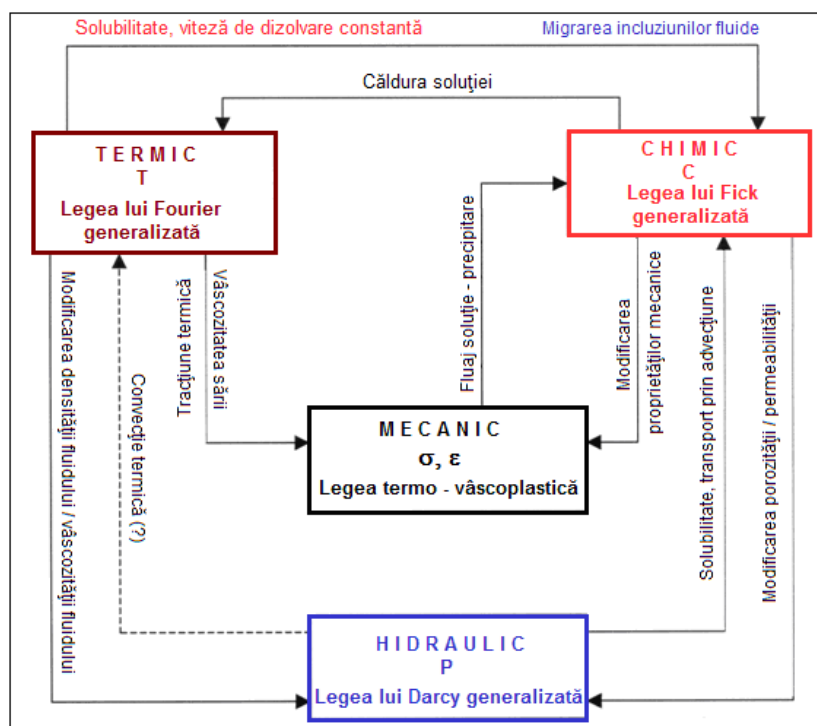 Solubilitate, viteză de dizolvare constantă
Migrarea incluziunilor fluide
Căldura soluţiei
T E R M I C
T
Legea lui Fourier
generalizată
C H I M I C
C
Legea lui Fick
generalizată
Modificarea densităţii fluidului / vâscozităţii fluidului
Convecţie termică (?)
Tracţiune termică
Vâscozitatea sării
Fluaj soluţie - precipitare
Modificarea
proprietăţilor mecanice
Solubilitate, transport prin advecţiune
Modificarea porozităţii / permeabilităţii
M E C A N I C
σ, ε
Legea termo - vâscoplastică
H I D R A U L I C
P
Legea lui Darcy generalizată